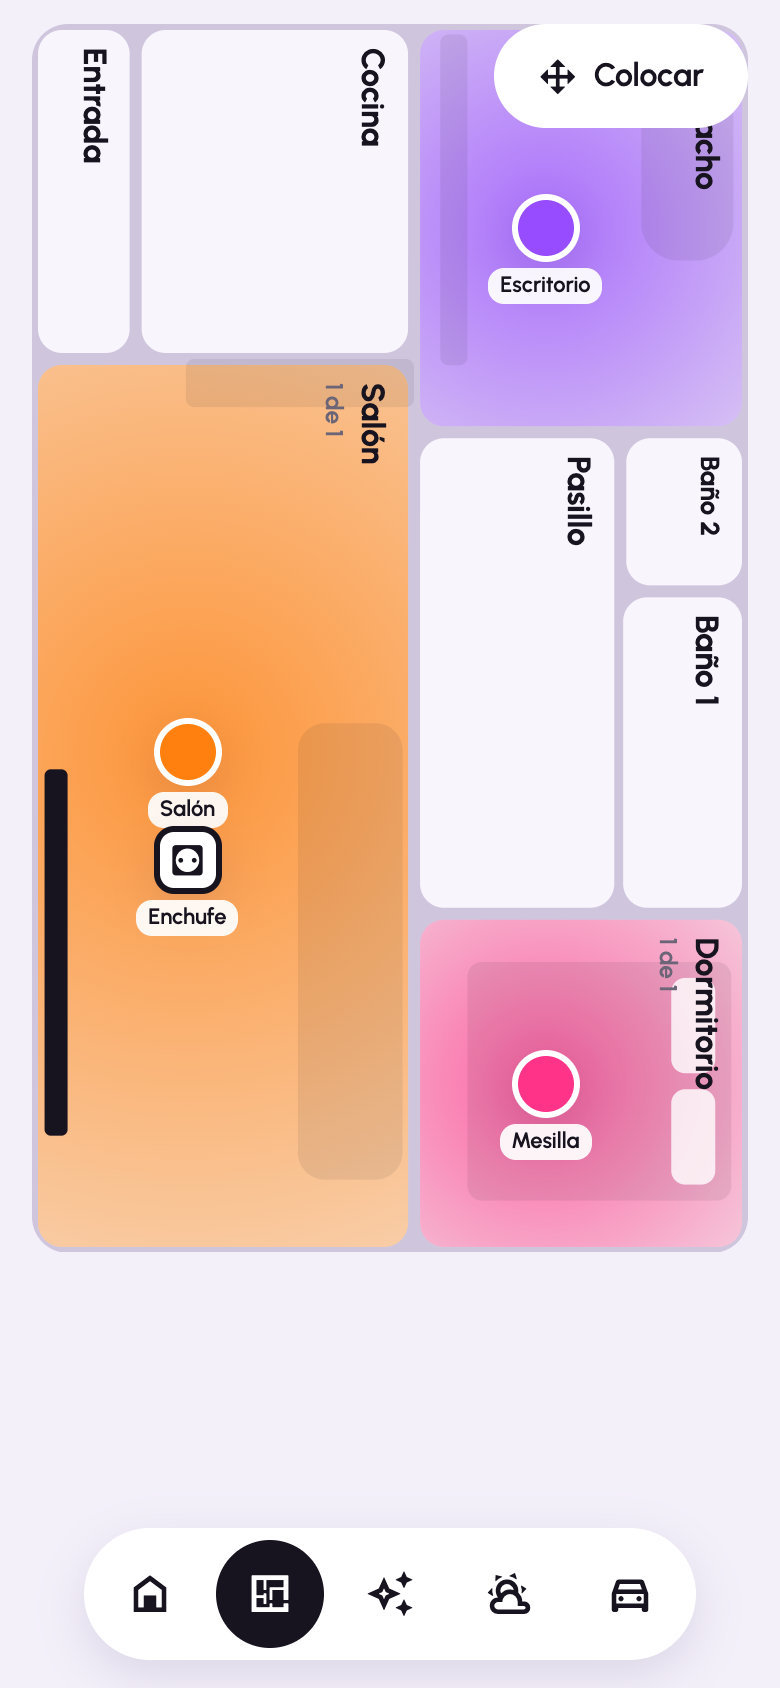 Entrada
Cocina
Colocar
acho
Escritorio
Salón
1 de 1
Pasillo
Baño 2
Baño 1
Salón
Enchufe
Dormitorio
1 de 1
Mesilla